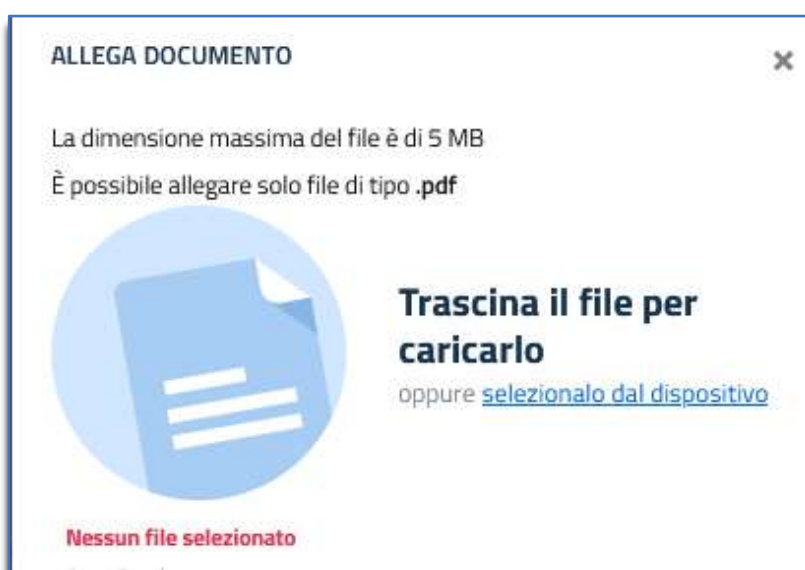 ALLEGA DOCUMENTO
La dimensione massima del file è di 5 MB
È possibile allegare solo file di tipo .pdf
Trascina il file per
caricarlo
oppure selezionalo dal dispositivo
Nessun file selezionato